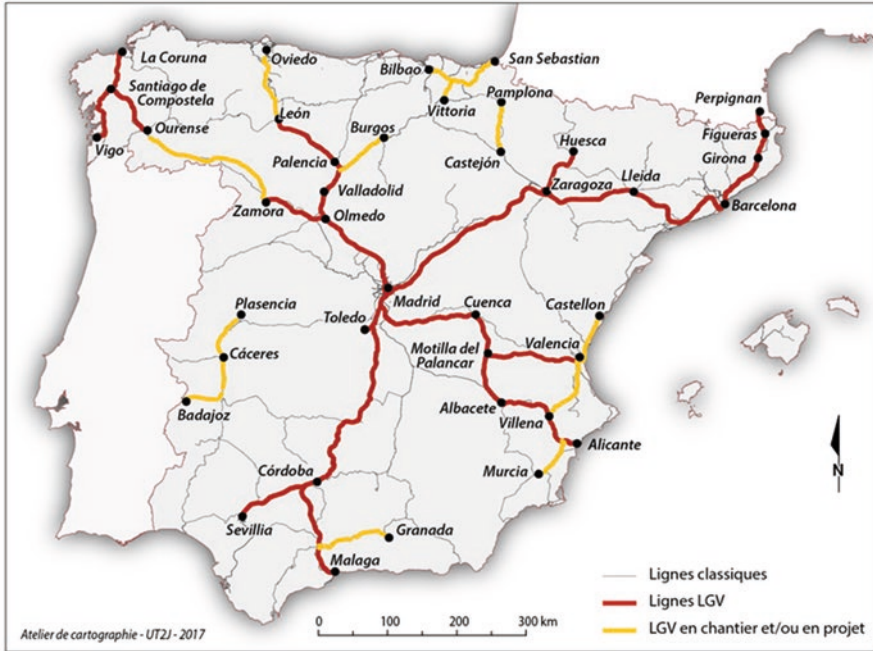 La Coruna
Oviedo
Bilbao
San Sebastian
Santiago de
Compostela
Pamplona
Perpignan
León
Vittoria
Ourense
Burgos
Huesca
Figueras
Vigo
Palencia
Castejón
Girona
Valladolid
Zaragoza
Lleida
Zamora
Olmedo
Barcelona
Plasencia
Madrid
Cuenca
Castellon
Toledo
Cáceres
Motilla del
Palancar
Valencia
Badajoz
Albacete
Villena
Alicante
Córdoba
Murcia
N
Sevillia
Granada
Malaga
Lignes classiques
Lignes LGV
LGV en chantier et/ou en projet
Atelier de cartographie - UT2J - 2017
0 100 200 300 km